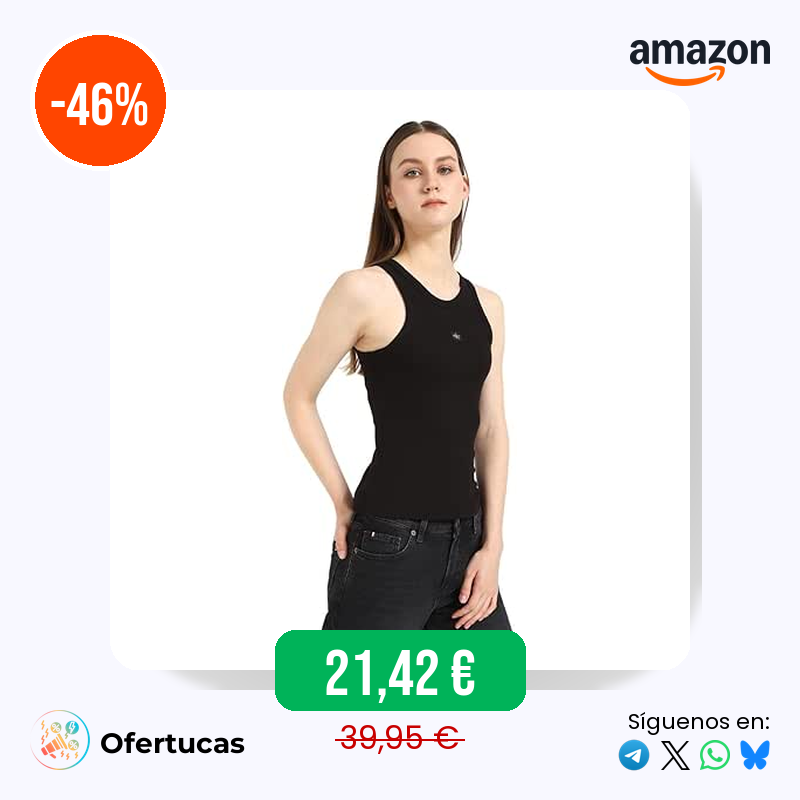 -46%
amazon
21,42 €
39,95 €
Ofertucas
Síguenos en: